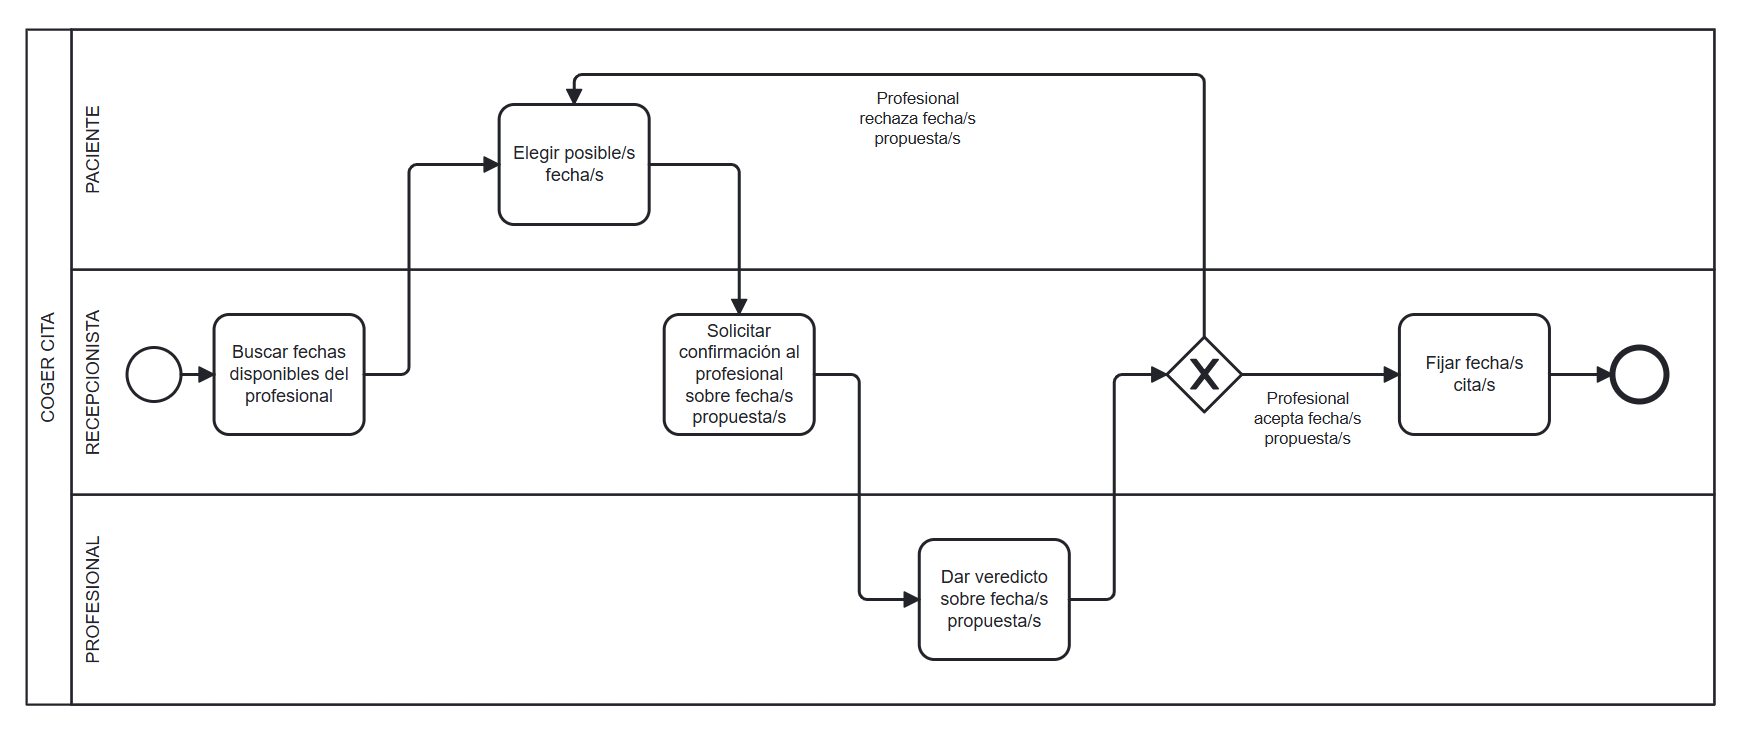 COGER CITA
PACIENTE
Elegir posible/s
fecha/s
Profesional
rechaza fecha/s
propuesta/s
RECEPCIONISTA
Buscar fechas
disponibles del
profesional
Solicitar
confirmación al
profesional
sobre fecha/s
propuesta/s
X
Profesional
acepta fecha/s
propuesta/s
Fijar fecha/s
cita/s
PROFESIONAL
Dar veredicto
sobre fecha/s
propuesta/s